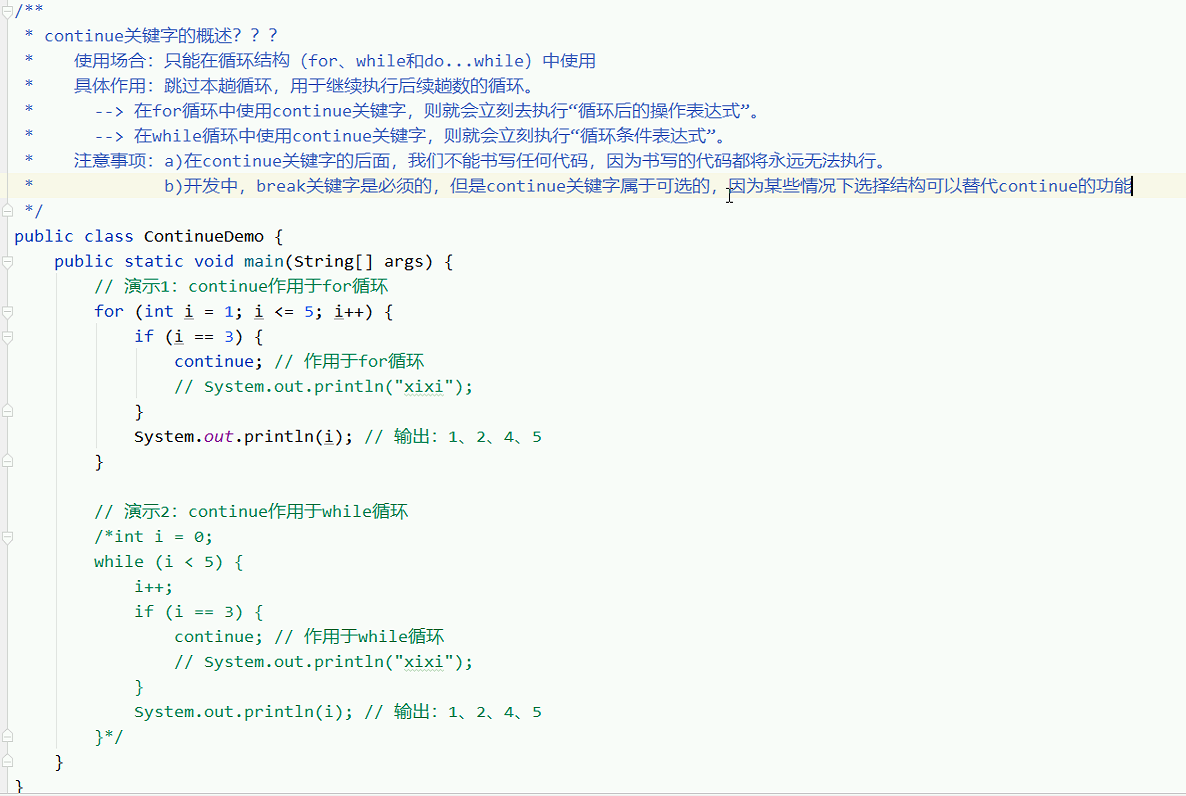 /**
 * continue关键字的概述？？？
 *    使用场合：只能在循环结构（for、while和do...while）中使用
 *    具体作用：跳过本趟循环，用于继续执行后续趟数的循环。
 *      --> 在for循环中使用continue关键字，则就会立刻去执行“循环后的操作表达式”。
 *      --> 在while循环中使用continue关键字，则就会立刻执行“循环条件表达式”。
 *    注意事项：a)在continue关键字的后面，我们不能书写任何代码，因为书写的代码都将永远无法执行。
 *             b)开发中，break关键字是必须的，但是continue关键字属于可选的，因为某些情况下选择结构可以替代continue的功能
 */
public class ContinueDemo {
    public static void main(String[] args) {
        // 演示1：continue作用于for循环
        for (int i = 1; i <= 5; i++) {
            if (i == 3) {
                continue; // 作用于for循环
                // System.out.println("xixi");
            }
            System.out.println(i); // 输出：1、2、4、5
        }

        // 演示2：continue作用于while循环
        /*int i = 0;
        while (i < 5) {
            i++;
            if (i == 3) {
                continue; // 作用于while循环
                // System.out.println("xixi");
            }
            System.out.println(i); // 输出：1、2、4、5
        }*/
    }
}